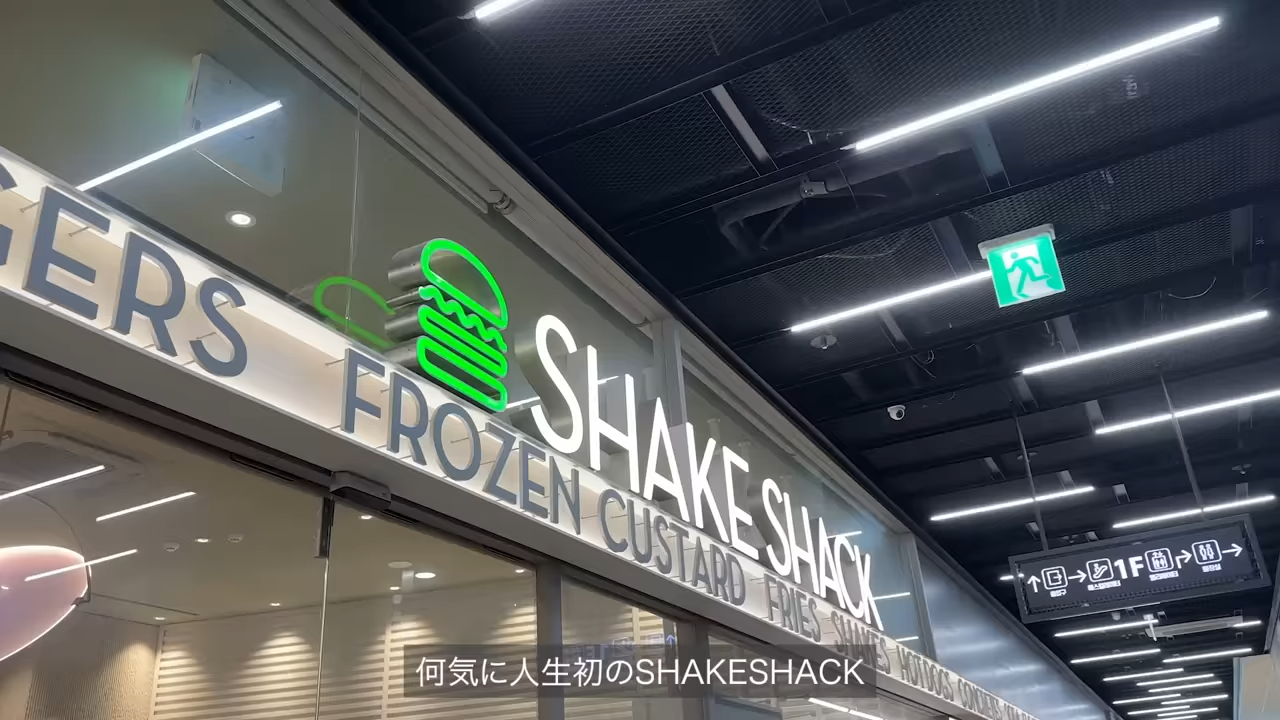 SHAKE SHACK
GERS FROZEN CUSTARD FRIES SHAKES HOT DOGS CONCRETES
1F
何気に人生初のSHAKESHACK